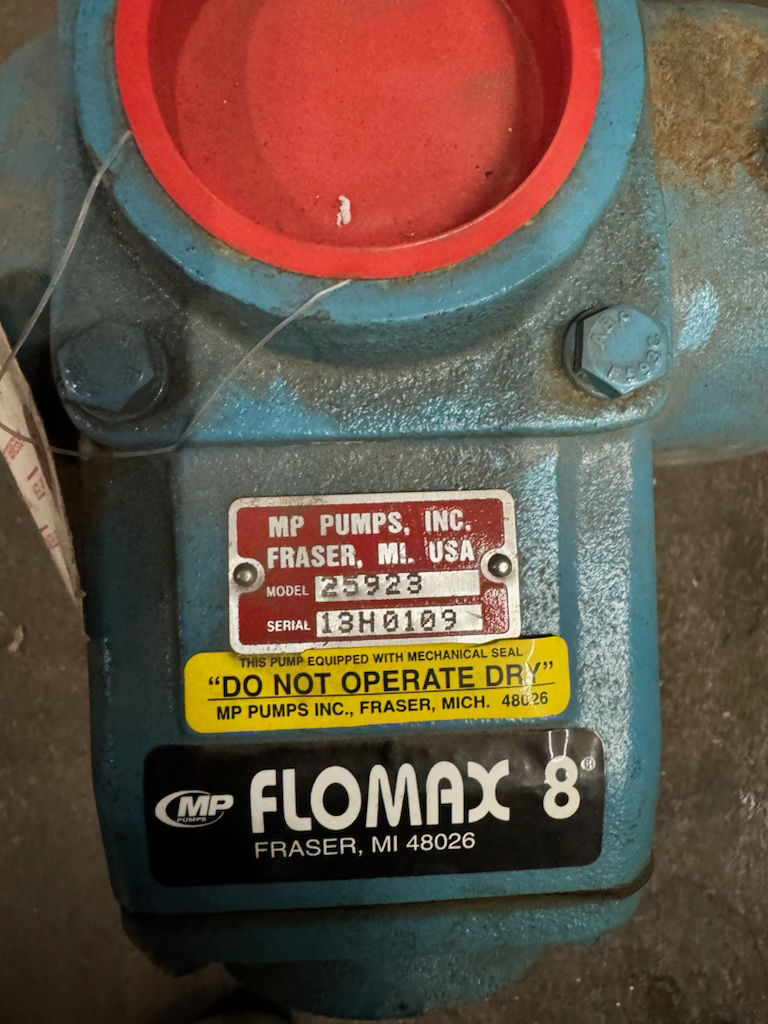 MP PUMPS, INC.
FRASER, MI. USA
MODEL 25923
SERIAL 13H0109
THIS PUMP EQUIPPED WITH MECHANICAL SEAL
"DO NOT OPERATE DRY"
MP PUMPS INC., FRASER, MICH. 48026
MP PUMPS FLOMAX 8®
FRASER, MI 48026